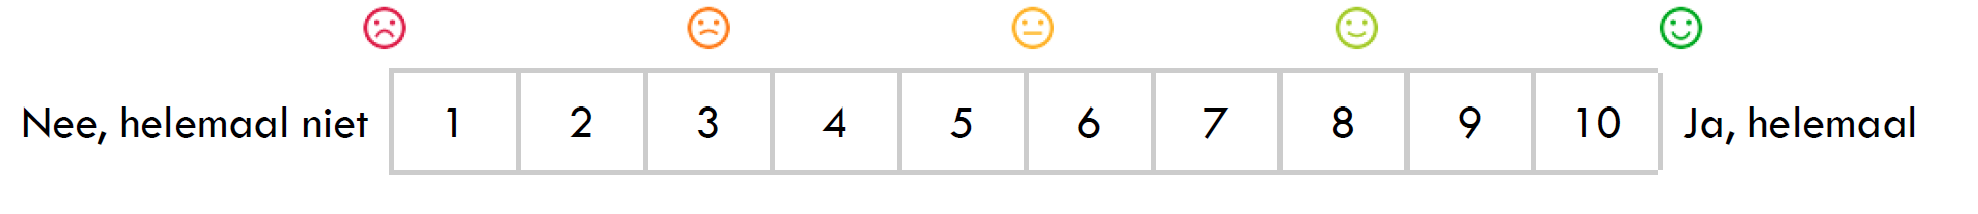 Nee, helemaal niet 1 2 3 4 5 6 7 8 9 10 Ja, helemaal